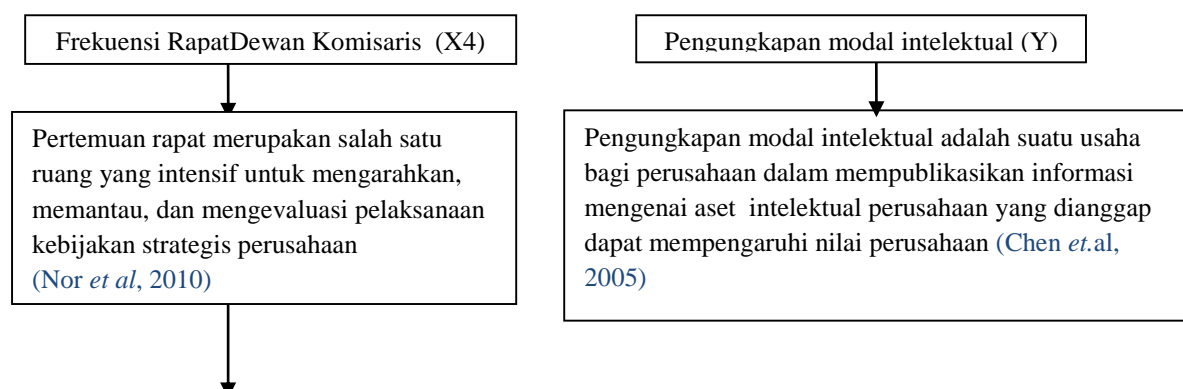 Frekuensi RapatDewan Komisaris (X4)
Pertemuan rapat merupakan salah satu
ruang yang intensif untuk mengarahkan,
memantau, dan mengevaluasi pelaksanaan
kebijakan strategis perusahaan
(Nor et al, 2010)
Pengungkapan modal intelektual (Y)
Pengungkapan modal intelektual adalah suatu usaha
bagi perusahaan dalam mempublikasikan informasi
mengenai aset intelektual perusahaan yang dianggap
dapat mempengaruhi nilai perusahaan (Chen et.al,
2005)